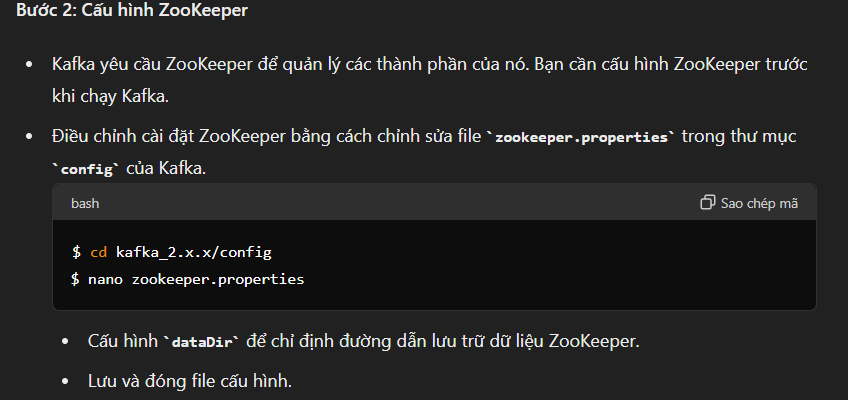 Bước 2: Cấu hình ZooKeeper
• Kafka yêu cầu ZooKeeper để quản lý các thành phần của nó. Bạn cần cấu hình ZooKeeper trước
khi chạy Kafka.
• Điều chỉnh cài đặt ZooKeeper bằng cách chỉnh sửa file `zookeeper.properties` trong thư mục
`config` của Kafka.
bash Sao chép mã
$ cd kafka_2.x.x/config
$ nano zookeeper.properties
• Cấu hình `dataDir` để chỉ định đường dẫn lưu trữ dữ liệu ZooKeeper.
• Lưu và đóng file cấu hình.